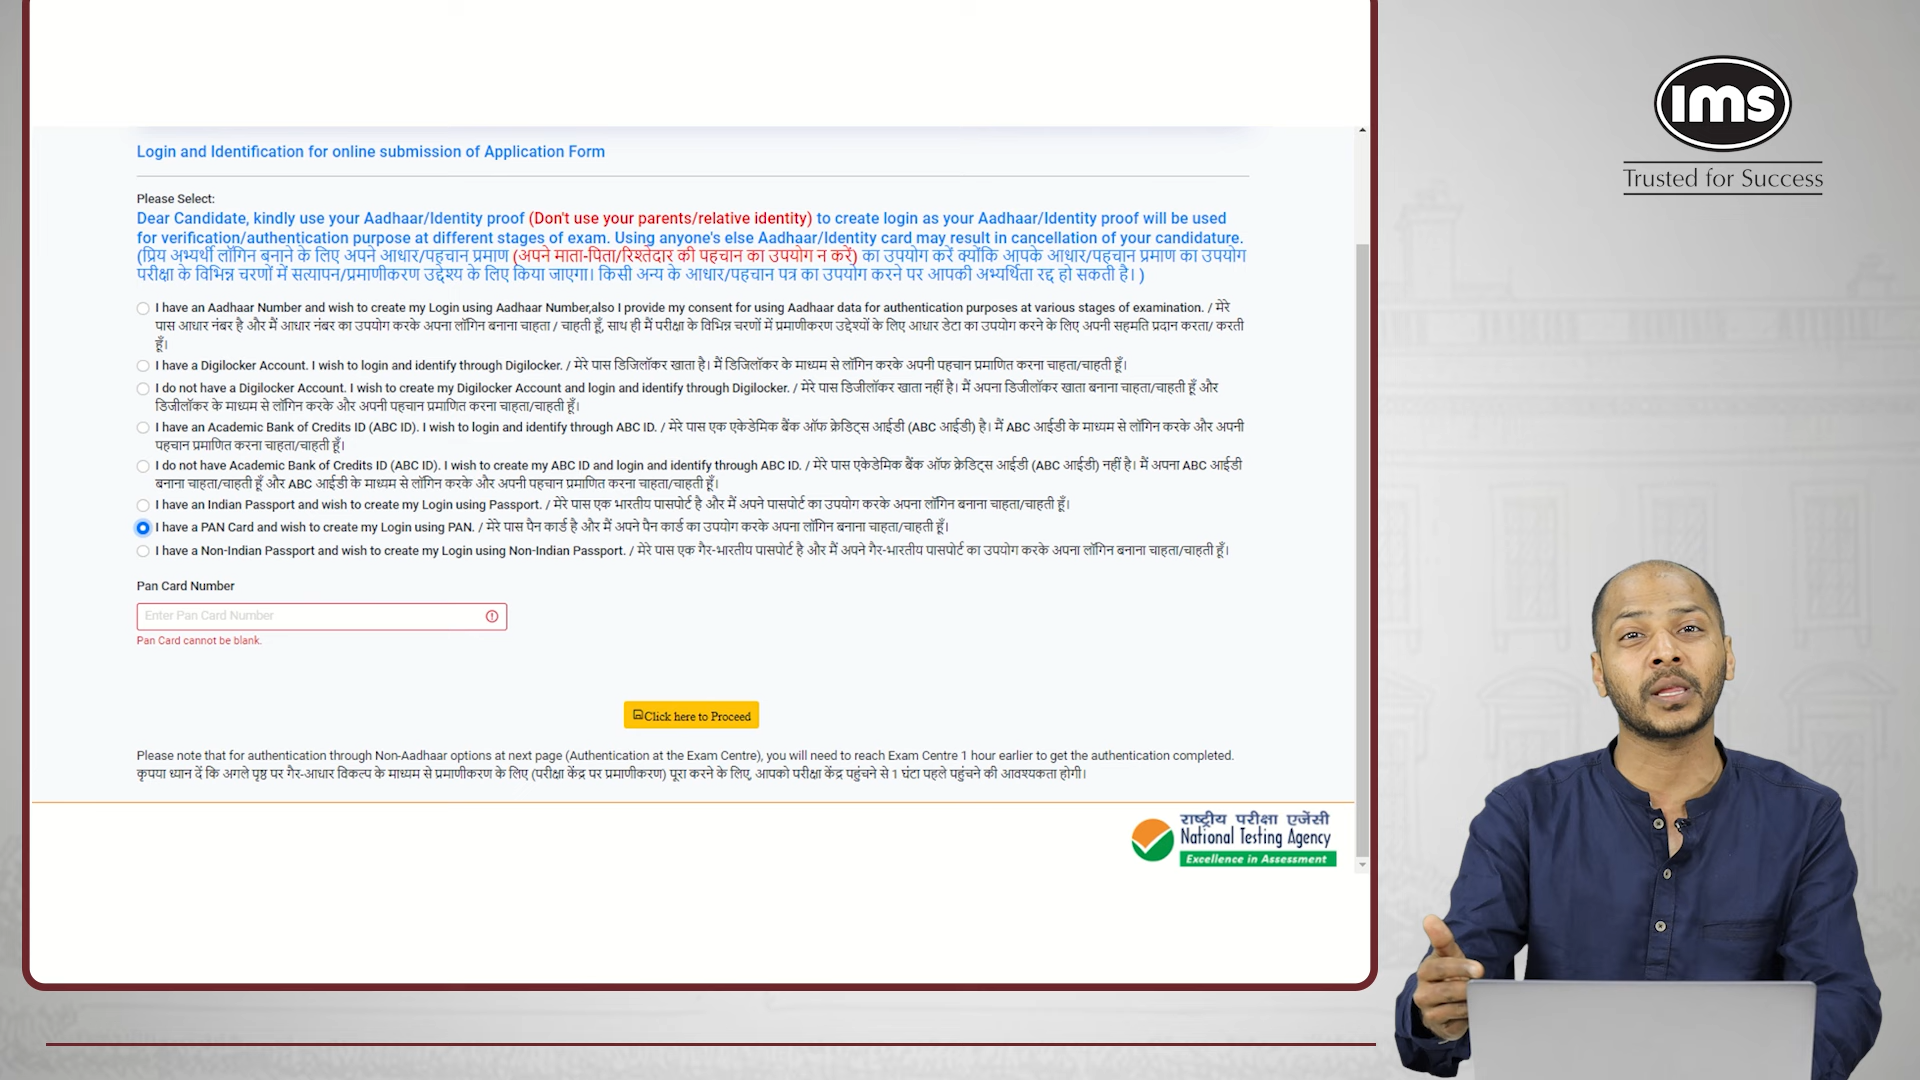 Login and Identification for online submission of Application Form
Please Select:
Dear Candidate, kindly use your Aadhaar/Identity proof (Don't use your parents/relative identity) to create login as your Aadhaar/Identity proof will be used
for verification/authentication purpose at different stages of exam. Using anyone's else Aadhaar/Identity card may result in cancellation of your candidature.
(प्रिय अभ्यर्थी लॉगिन बनाने के लिए अपने आधार/पहचान प्रमाण (अपने माता-पिता/रिश्तेदार की पहचान का उपयोग न करें) का उपयोग करें क्योंकि आपके आधार/पहचान प्रमाण का उपयोग
परीक्षा के विभिन्न चरणों में सत्यापन/प्रमाणीकरण उद्देश्य के लिए किया जाएगा। किसी अन्य के आधार/पहचान पत्र का उपयोग करने पर आपकी अभ्यर्थिता रद्द हो सकती है। )
I have an Aadhaar Number and wish to create my Login using Aadhaar Number,also I provide my consent for using Aadhaar data for authentication purposes at various stages of examination. / मेरे
पास आधार नंबर है और मैं आधार नंबर का उपयोग करके अपना लॉगिन बनाना चाहता / चाहती हूँ, साथ ही मैं परीक्षा के विभिन्न चरणों में प्रमाणीकरण उद्देश्यों के लिए आधार डेटा का उपयोग करने के लिए अपनी सहमति प्रदान करता/ करती
हूँ।
I have a Digilocker Account. I wish to login and identify through Digilocker. / मेरे पास डिजिलॉकर खाता है। मैं डिजिलॉकर के माध्यम से लॉगिन करके अपनी पहचान प्रमाणित करना चाहता/चाहती हूँ।
I do not have a Digilocker Account. I wish to create my Digilocker Account and login and identify through Digilocker. / मेरे पास डिजीलॉकर खाता नहीं है। मैं अपना डिजीलॉकर खाता बनाना चाहता/चाहती हूँ और
डिजीलॉकर के माध्यम से लॉगिन करके और अपनी पहचान प्रमाणित करना चाहता/चाहती हूँ।
I have an Academic Bank of Credits ID (ABC ID). I wish to login and identify through ABC ID. / मेरे पास एक एकेडेमिक बैंक ऑफ क्रेडिट्स आईडी (ABC आईडी) है। मैं ABC आईडी के माध्यम से लॉगिन करके और अपनी
पहचान प्रमाणित करना चाहता/चाहती हूँ।
I do not have Academic Bank of Credits ID (ABC ID). I wish to create my ABC ID and login and identify through ABC ID. / मेरे पास एकेडेमिक बैंक ऑफ क्रेडिट्स आईडी (ABC आईडी) नहीं है। मैं अपना ABC आईडी
बनाना चाहता/चाहती हूँ और ABC आईडी के माध्यम से लॉगिन करके और अपनी पहचान प्रमाणित करना चाहता/चाहती हूँ।
I have an Indian Passport and wish to create my Login using Passport. / मेरे पास एक भारतीय पासपोर्ट है और मैं अपने पासपोर्ट का उपयोग करके अपना लॉगिन बनाना चाहता/चाहती हूँ।
I have a PAN Card and wish to create my Login using PAN. / मेरे पास पैन कार्ड है और मैं अपने पैन कार्ड का उपयोग करके अपना लॉगिन बनाना चाहता/चाहती हूँ।
I have a Non-Indian Passport and wish to create my Login using Non-Indian Passport. / मेरे पास एक गैर-भारतीय पासपोर्ट है और मैं अपने गैर-भारतीय पासपोर्ट का उपयोग करके अपना लॉगिन बनाना चाहता/चाहती हूँ।
Pan Card Number
Enter Pan Card Number
Pan Card cannot be blank.
Click here to Proceed
Please note that for authentication through Non-Aadhaar options at next page (Authentication at the Exam Centre), you will need to reach Exam Centre 1 hour earlier to get the authentication completed.
कृपया ध्यान दें कि अगले पृष्ठ पर गैर-आधार विकल्प के माध्यम से प्रमाणीकरण के लिए (परीक्षा केंद्र पर प्रमाणीकरण) पूरा करने के लिए, आपको परीक्षा केंद्र पहुंचने से 1 घंटा पहले पहुंचने की आवश्यकता होगी।
राष्ट्रीय परीक्षा एजेंसी
National Testing Agency
Excellence in Assessment
ims
Trusted for Success